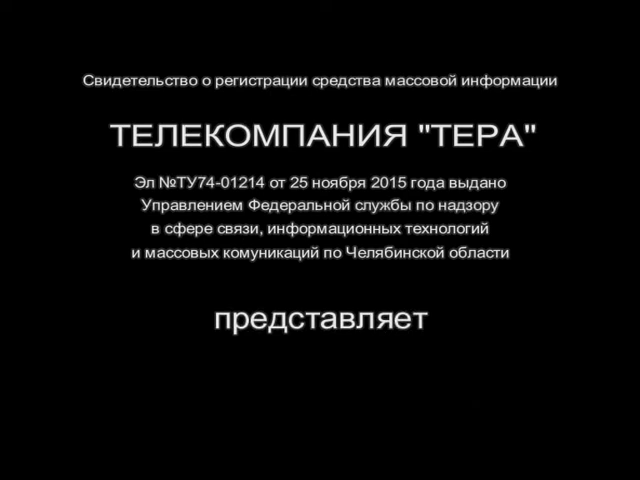 Свидетельство о регистрации средства массовой информации
ТЕЛЕКОМПАНИЯ "ТЕРА"
Эл №ТУ74-01214 от 25 ноября 2015 года выдано
Управлением Федеральной службы по надзору
в сфере связи, информационных технологий
и массовых комуникаций по Челябинской области
представляет